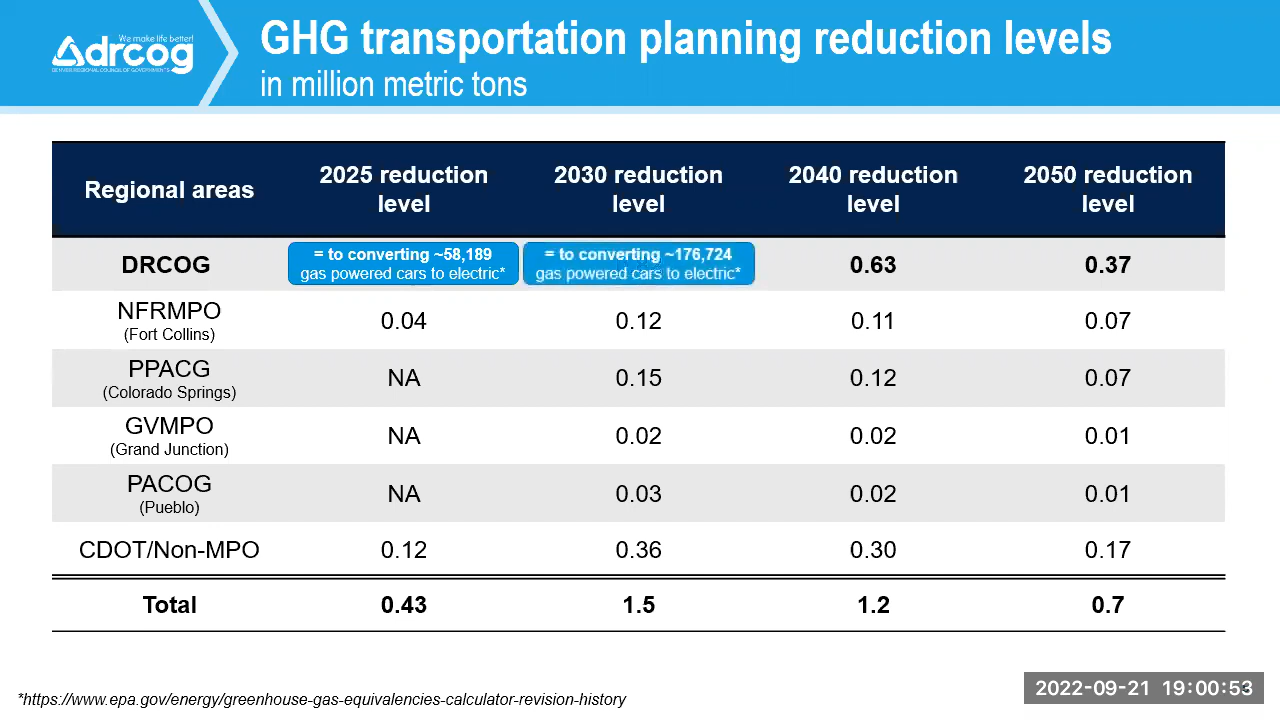 We make life better!
drcog
DENVER REGIONAL COUNCIL OF GOVERNMENTS
GHG transportation planning reduction levels
in million metric tons
Regional areas 2025 reduction level 2030 reduction level 2040 reduction level 2050 reduction level
DRCOG = to converting ~58,189 gas powered cars to electric* = to converting ~176,724 gas powered cars to electric* 0.63 0.37
NFRMPO (Fort Collins) 0.04 0.12 0.11 0.07
PPACG (Colorado Springs) NA 0.15 0.12 0.07
GVMPO (Grand Junction) NA 0.02 0.02 0.01
PACOG (Pueblo) NA 0.03 0.02 0.01
CDOT/Non-MPO 0.12 0.36 0.30 0.17
Total 0.43 1.5 1.2 0.7
*https://www.epa.gov/energy/greenhouse-gas-equivalencies-calculator-revision-history
2022-09-21 19:00:53